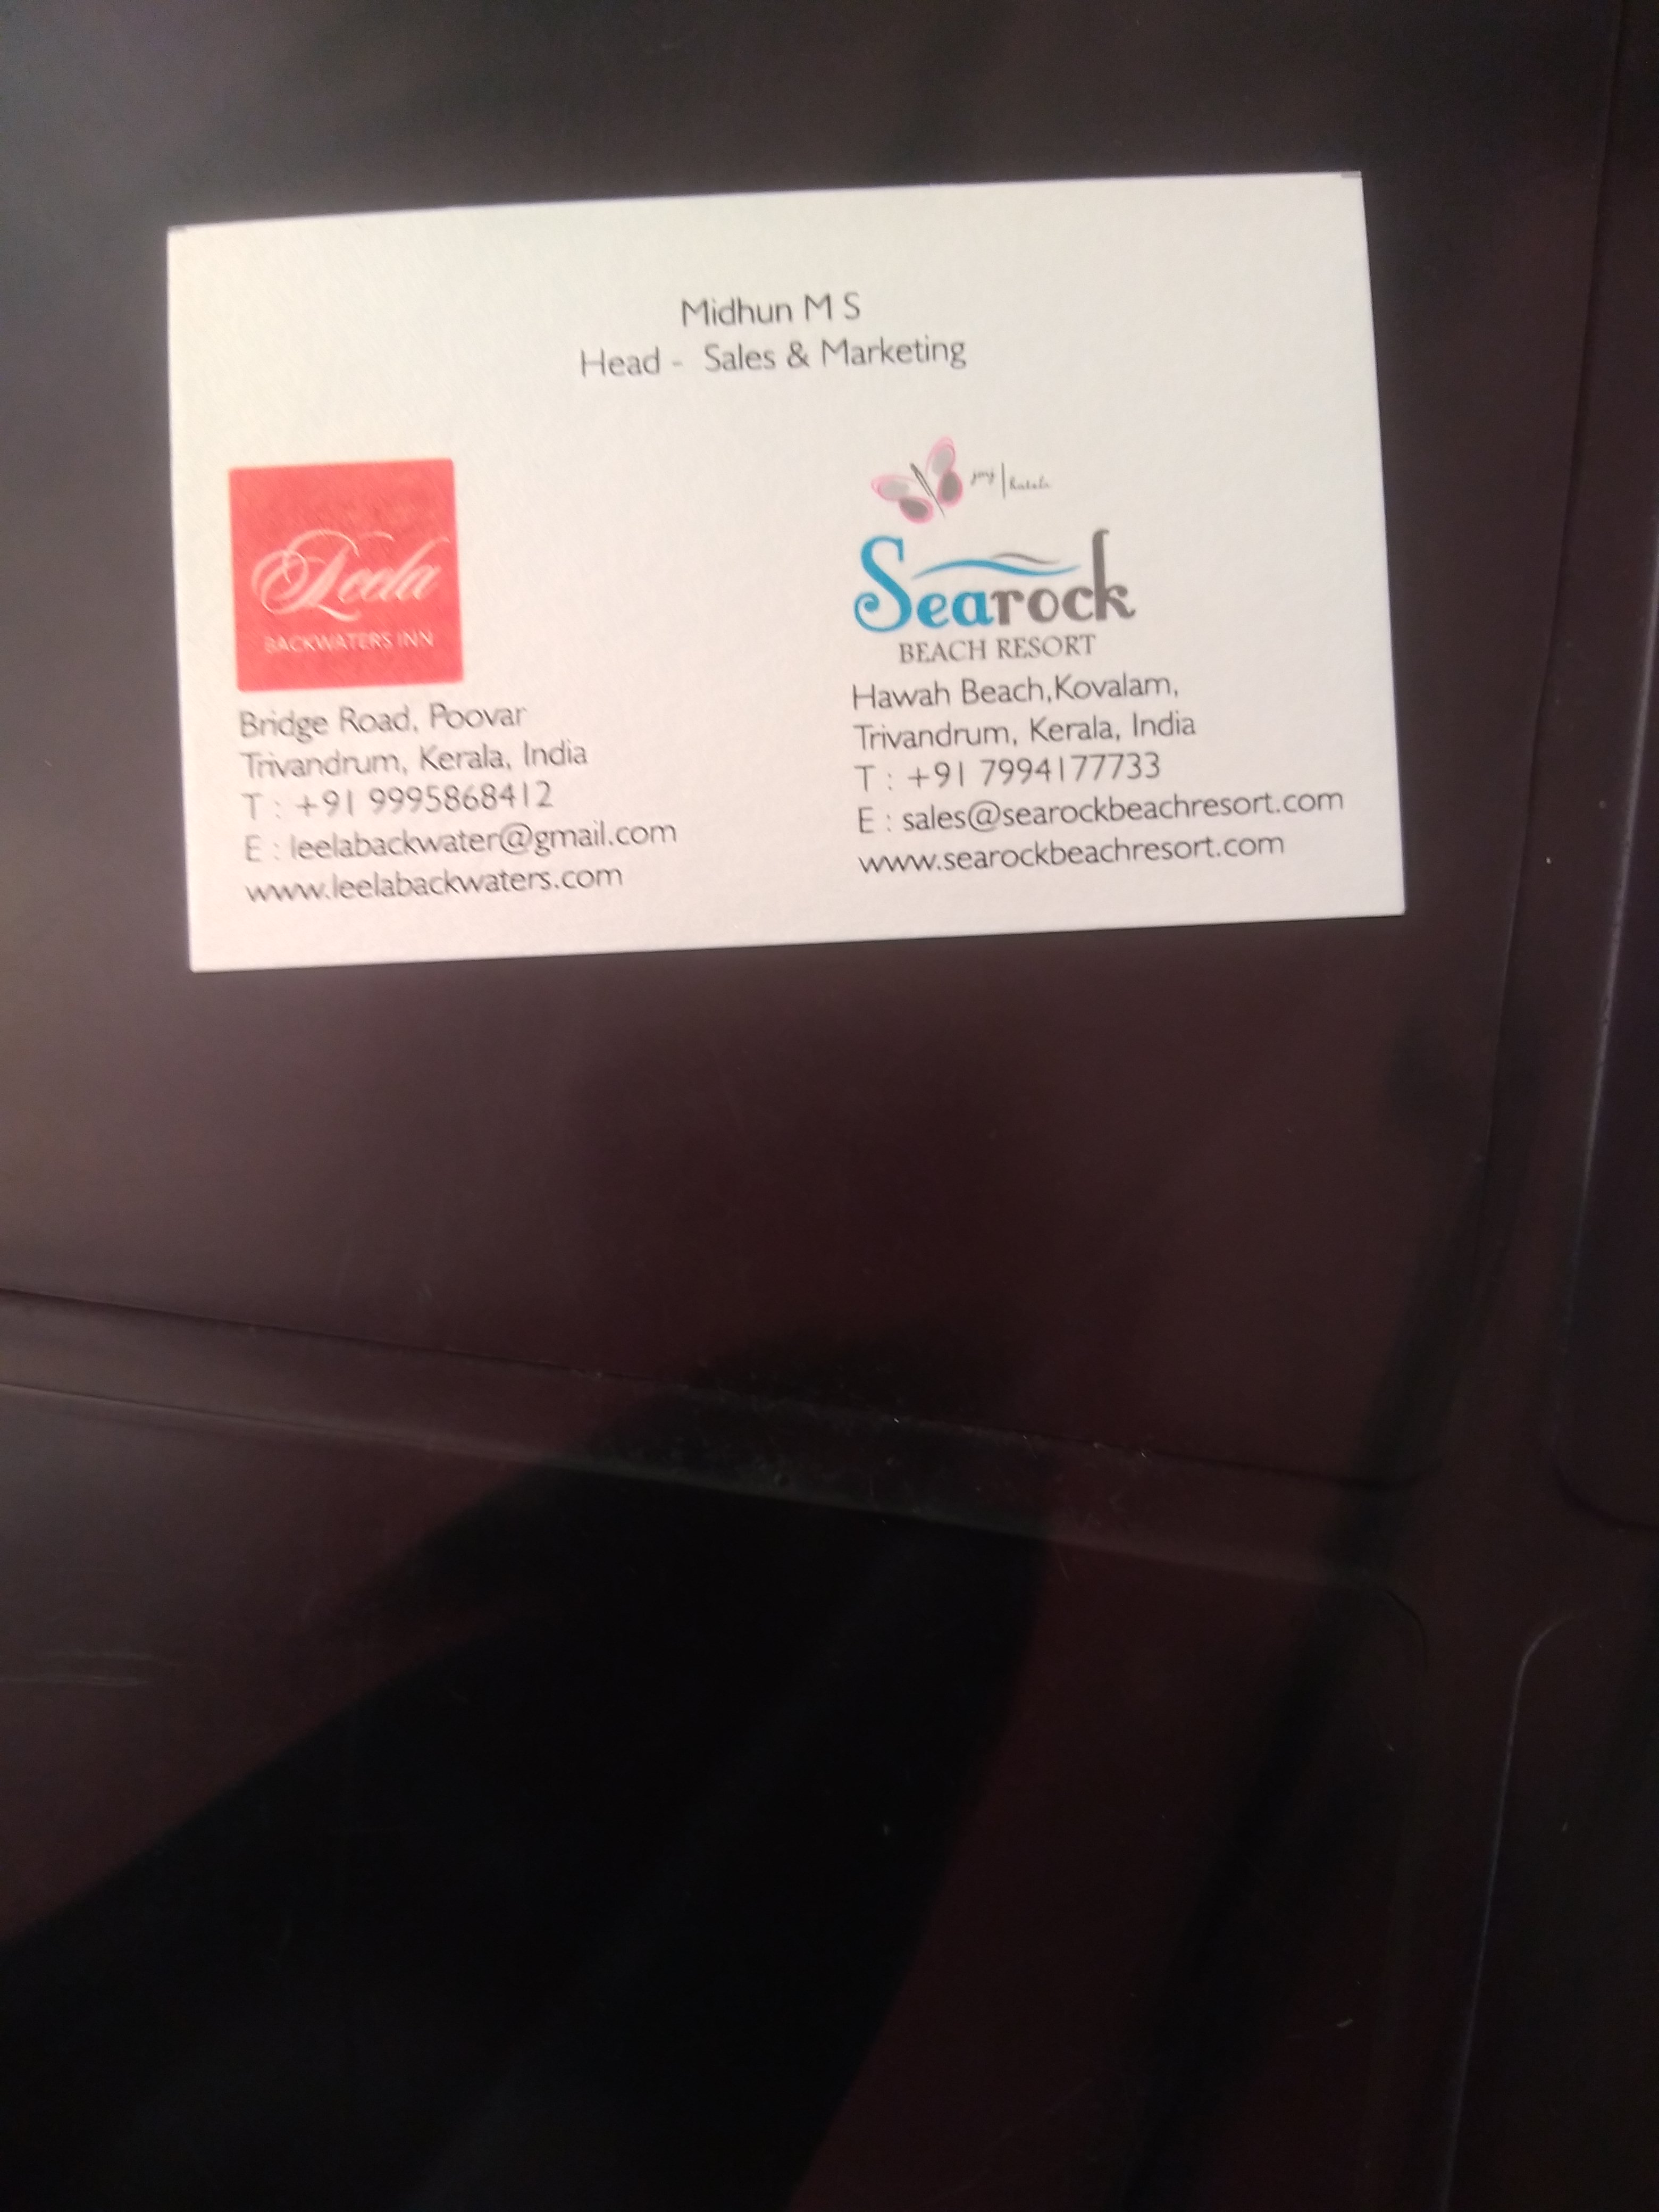 Midhun M S
Head - Sales & Marketing
Leela
BACKWATERS INN
Bridge Road, Poovar
Trivandrum, Kerala, India
T : +91 9995868412
E : leelabackwater@gmail.com
www.leelabackwaters.com
Searock
BEACH RESORT
Hawah Beach,Kovalam,
Trivandrum, Kerala, India
T : +91 7994177733
E : sales@searockbeachresort.com
www.searockbeachresort.com